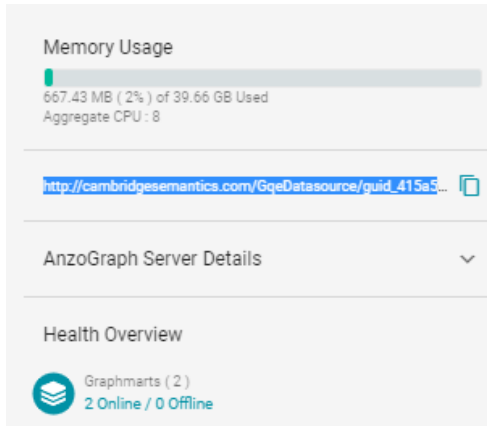 Memory Usage
667.43 MB ( 2% ) of 39.66 GB Used
Aggregate CPU : 8
http://cambridgesemantics.com/GqeDatasource/guid_415a5...
AnzoGraph Server Details
Health Overview
Graphmarts ( 2 )
2 Online / 0 Offline